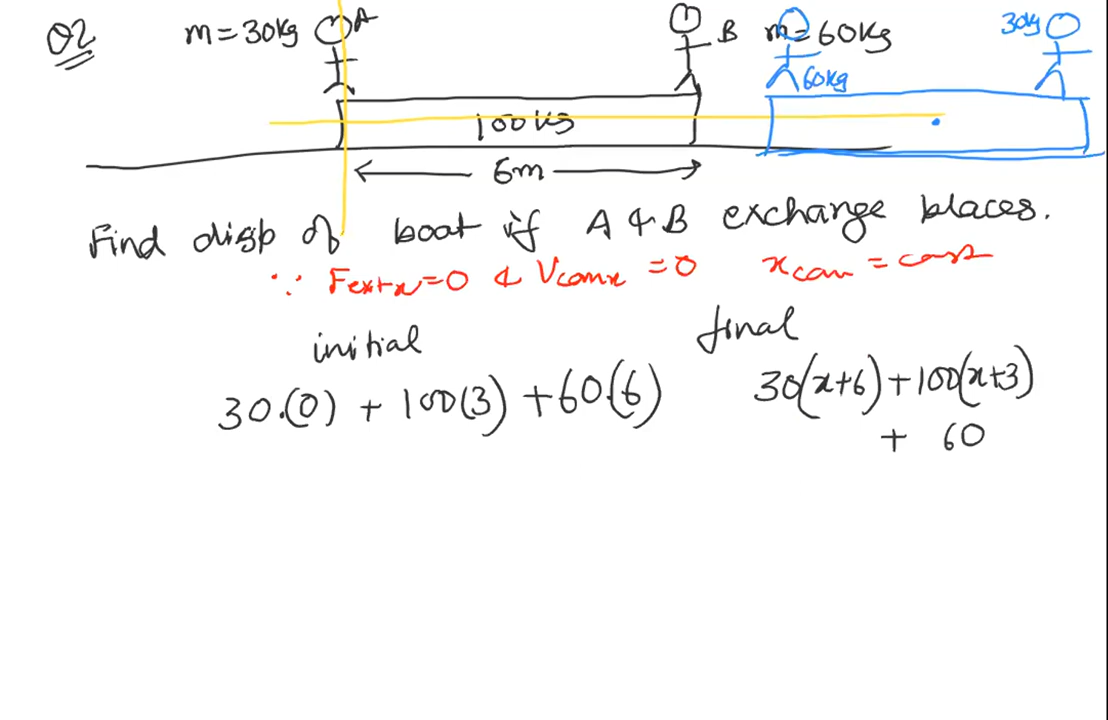 Q2 m=30kg A B m=60kg 30kg
60kg
100kg
6m
Find disp of boat if A & B exchange places.
∵ Fextx=0 & Vcomx =0 xcom = const
initial final
30.(0) + 100(3) +60(6) 30(x+6)+100(x+3)
+ 60